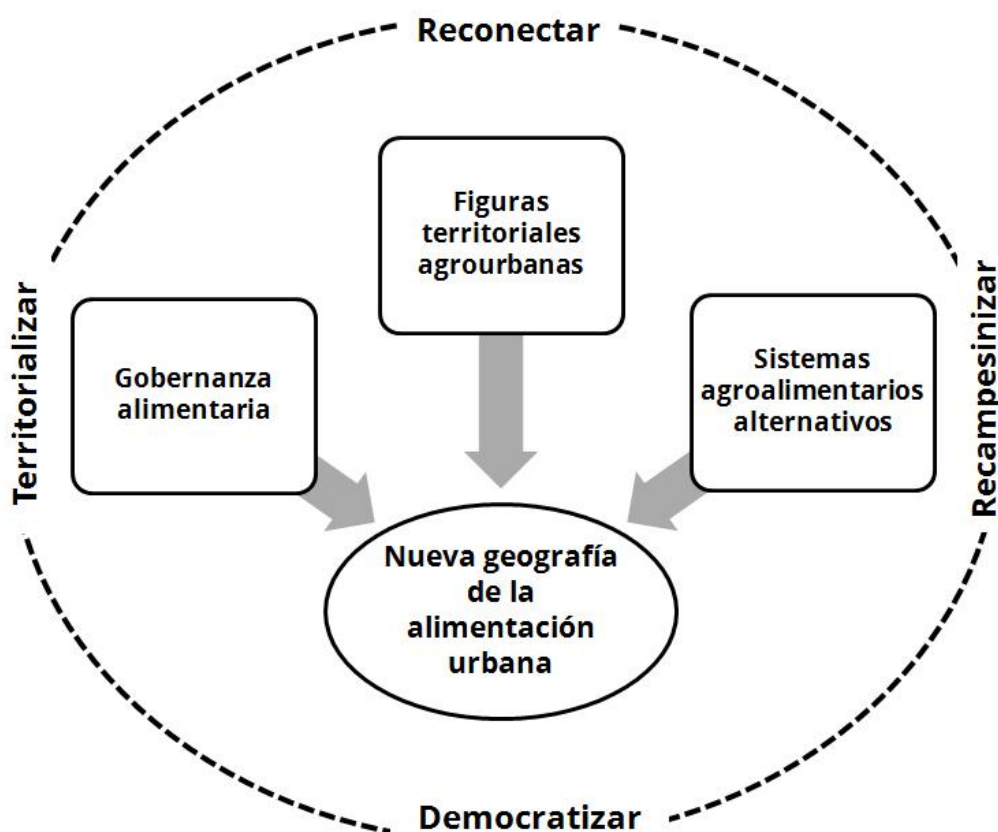 Reconectar
Figuras
territoriales
agrourbanas
Territorializar
Gobernanza
alimentaria
Sistemas
agroalimentarios
alternativos
Recampesinizar
Nueva geografía
de la
alimentación
urbana
Democratizar